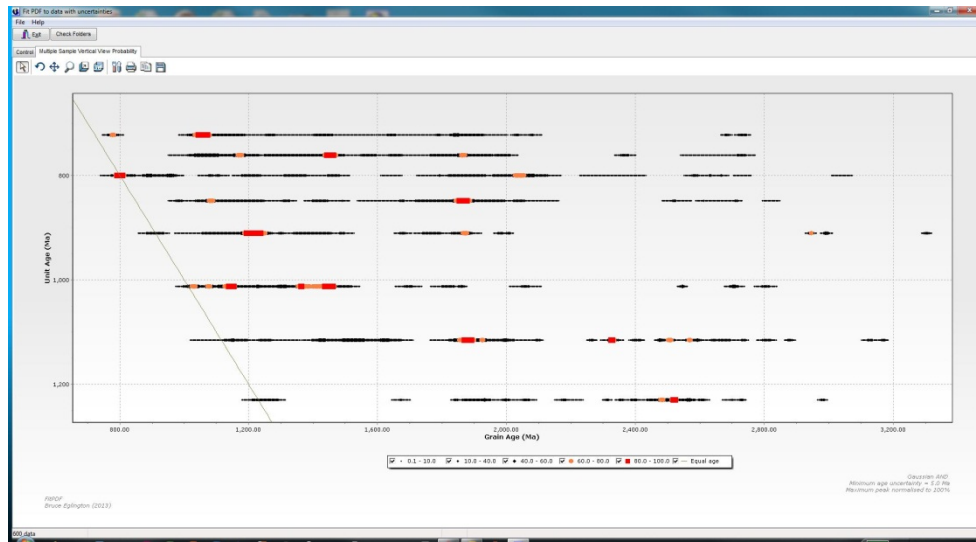 Fit PDF to data with uncertainties
File Help
Exit Check Folders
Control Multiple Sample Vertical View Probability
800
1,000
1,200
Unit Age (Ma)
800.00 1,200.00 1,600.00 2,000.00 2,400.00 2,800.00 3,200.00
Grain Age (Ma)
0.1 - 10.0 10.0 - 40.0 40.0 - 60.0 60.0 - 80.0 80.0 - 100.0 Equal age
Gaussian AND
Minimum age uncertainty = 5.0 Ma
Maximum peak normalised to 100%
FitPDF
Bruce Eglington (2013)
600_data